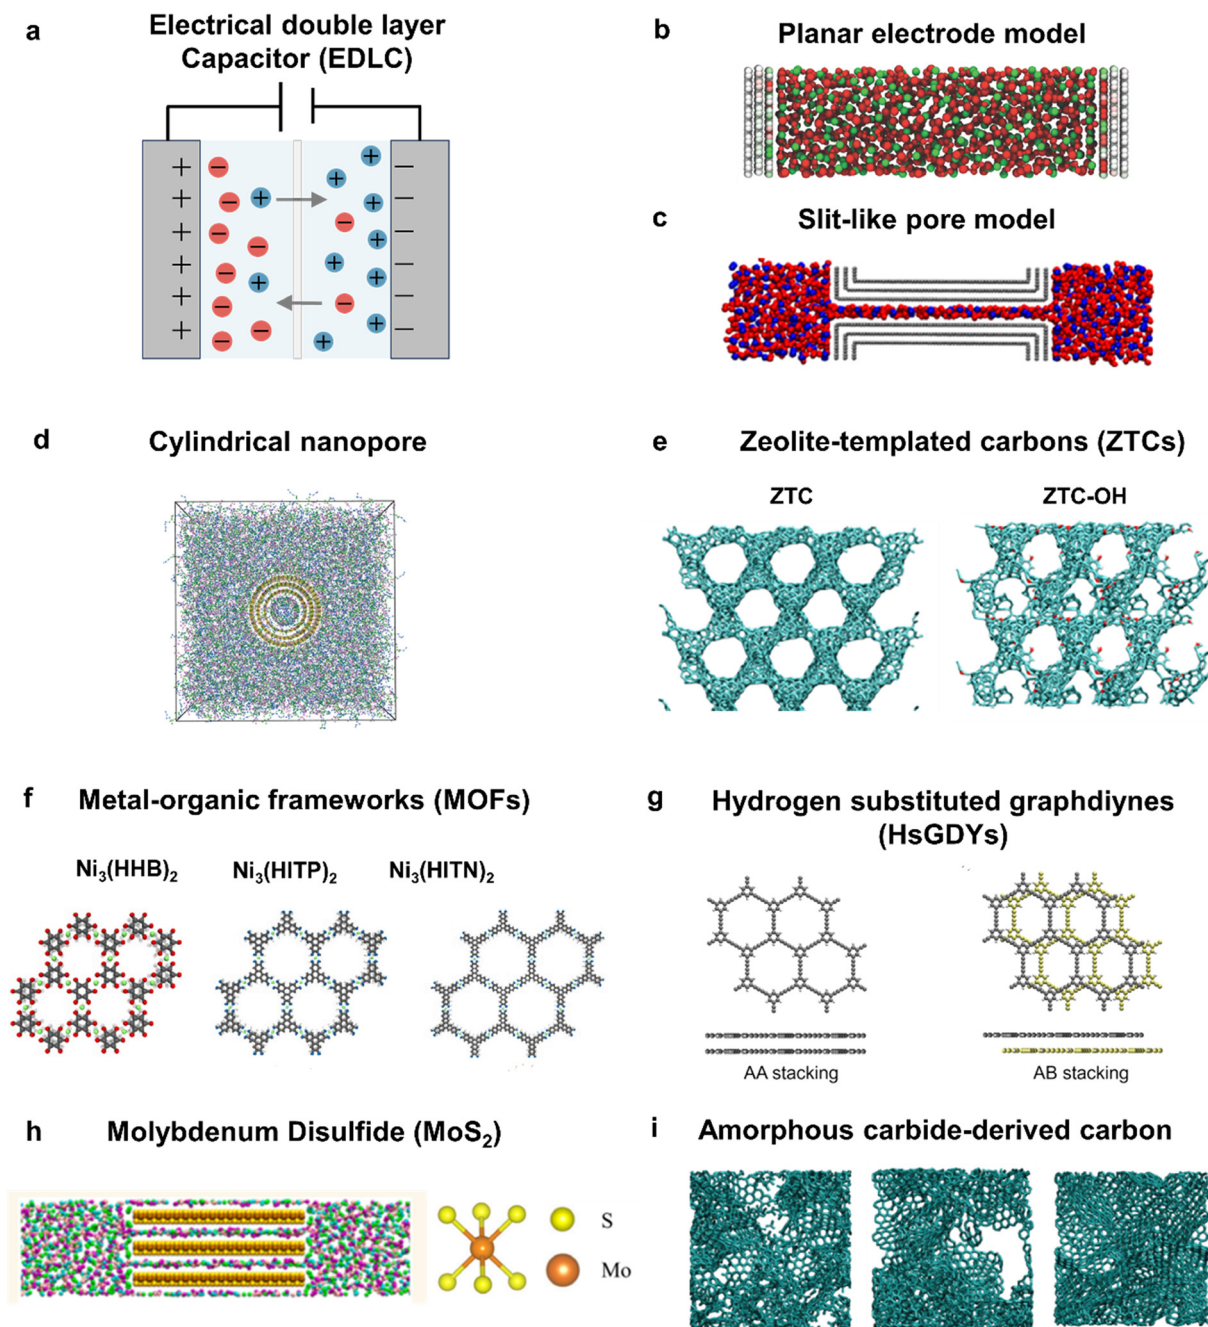 a
Electrical double layer
Capacitor (EDLC)
+ − + −
+ − + + −
+ − − + −
+ − + + + −
+ − − + −
+ − − + −
b
Planar electrode model
c
Slit-like pore model
d
Cylindrical nanopore
e
Zeolite-templated carbons (ZTCs)
ZTC
ZTC-OH
f
Metal-organic frameworks (MOFs)
Ni₃(HHB)₂
Ni₃(HITP)₂
Ni₃(HITN)₂
g
Hydrogen substituted graphdiynes
(HsGDYs)
AA stacking
AB stacking
h
Molybdenum Disulfide (MoS₂)
S
Mo
i
Amorphous carbide-derived carbon